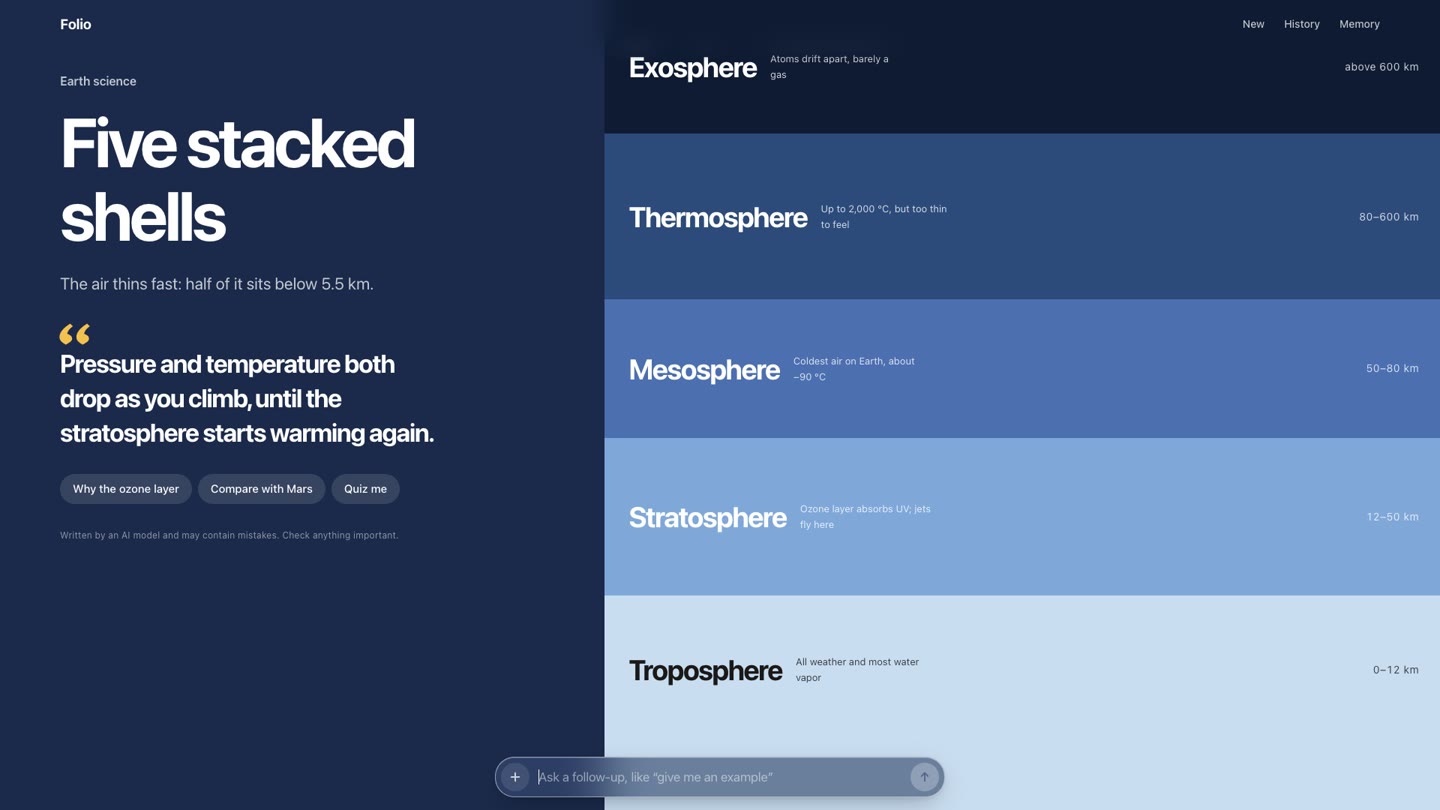 Folio
New History Memory
Earth science
Five stacked
shells
The air thins fast: half of it sits below 5.5 km.
“
Pressure and temperature both
drop as you climb, until the
stratosphere starts warming again.
Why the ozone layer
Compare with Mars
Quiz me
Written by an AI model and may contain mistakes. Check anything important.
Exosphere
Atoms drift apart, barely a
gas
above 600 km
Thermosphere
Up to 2,000 °C, but too thin
to feel
80–600 km
Mesosphere
Coldest air on Earth, about
−90 °C
50–80 km
Stratosphere
Ozone layer absorbs UV; jets
fly here
12–50 km
Troposphere
All weather and most water
vapor
0–12 km
Ask a follow-up, like “give me an example”